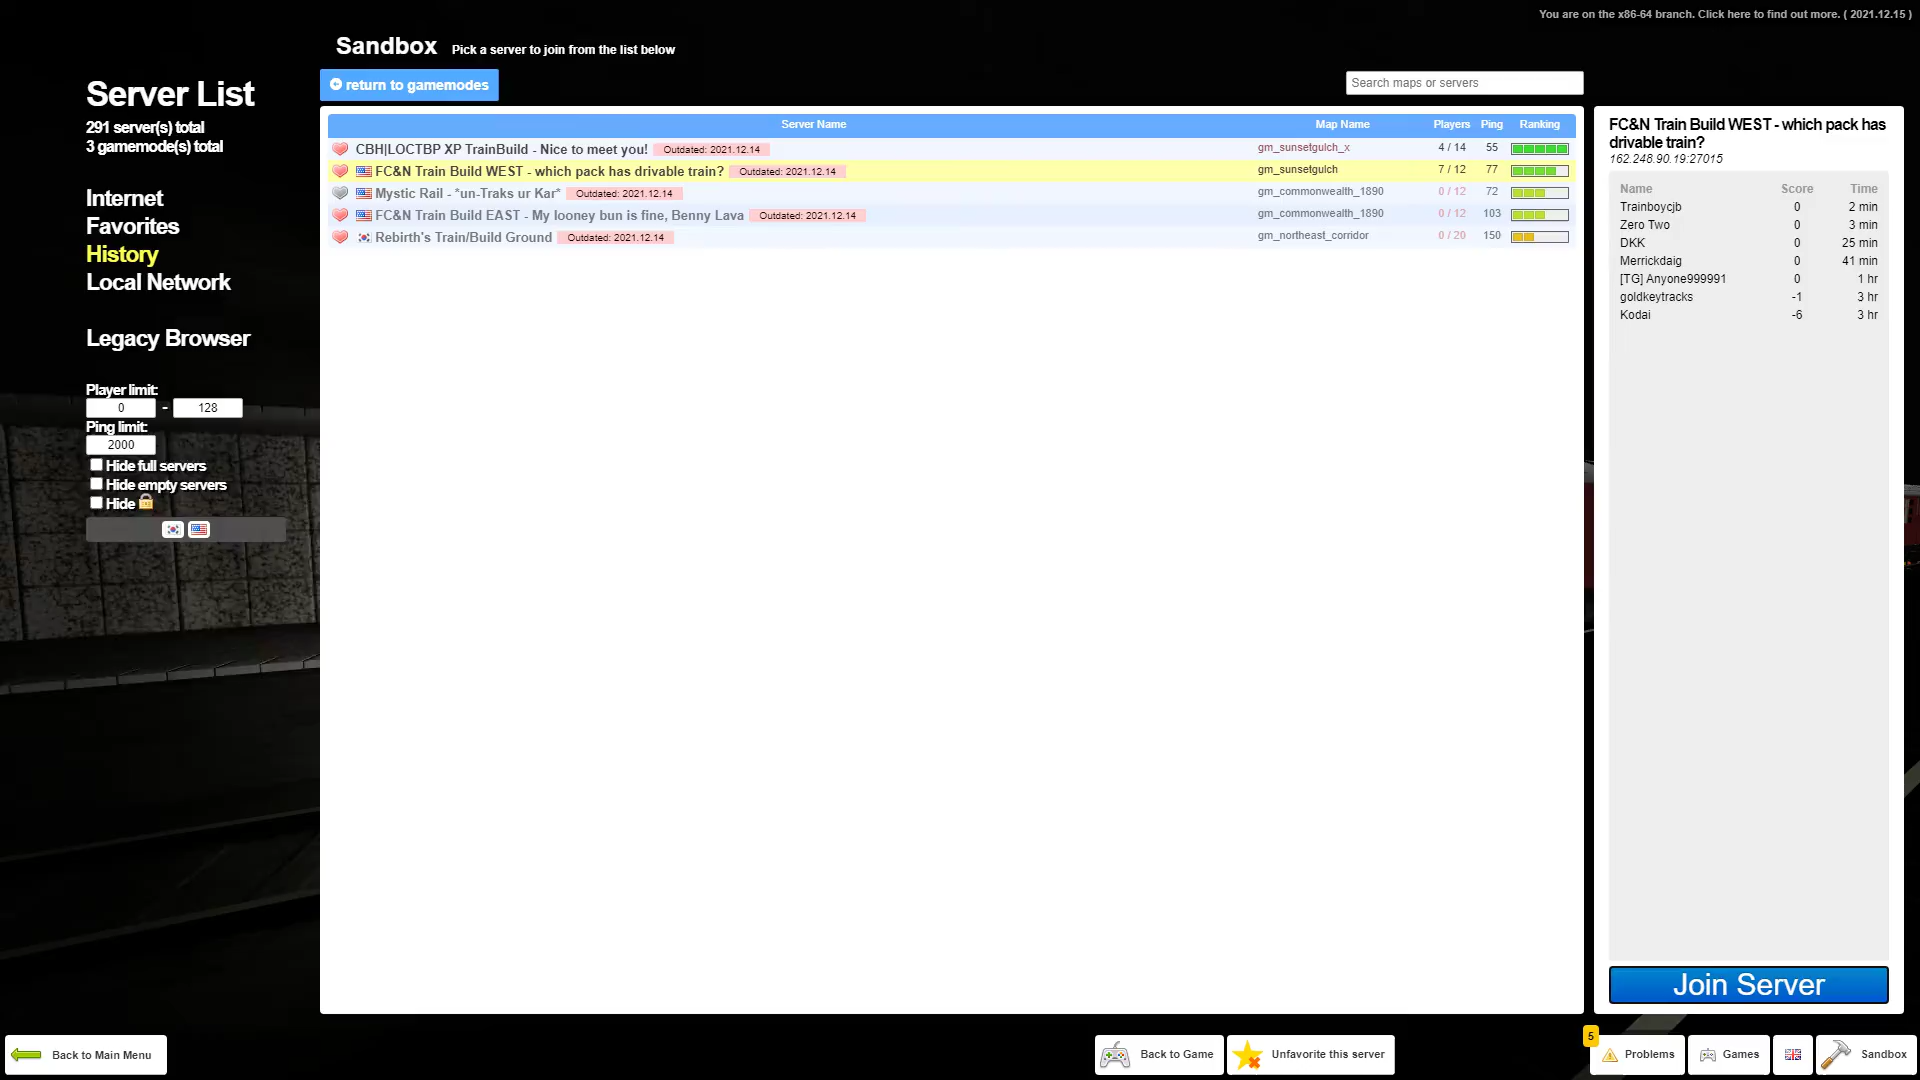 You are on the x86-64 branch. Click here to find out more. ( 2021.12.15 )
Sandbox Pick a server to join from the list below
Server List
291 server(s) total
3 gamemode(s) total
Internet
Favorites
History
Local Network
Legacy Browser
Player limit:
0 - 128
Ping limit:
2000
Hide full servers
Hide empty servers
Hide
return to gamemodes
Search maps or servers
Server Name Map Name Players Ping Ranking
CBH|LOCTBP XP TrainBuild - Nice to meet you! Outdated: 2021.12.14 gm_sunsetgulch_x 4 / 14 55
FC&N Train Build WEST - which pack has drivable train? Outdated: 2021.12.14 gm_sunsetgulch 7 / 12 77
Mystic Rail - *un-Traks ur Kar* Outdated: 2021.12.14 gm_commonwealth_1890 0 / 12 72
FC&N Train Build EAST - My looney bun is fine, Benny Lava Outdated: 2021.12.14 gm_commonwealth_1890 0 / 12 103
Rebirth's Train/Build Ground Outdated: 2021.12.14 gm_northeast_corridor 0 / 20 150
FC&N Train Build WEST - which pack has
drivable train?
162.248.90.19:27015
Name Score Time
Trainboycjb 0 2 min
Zero Two 0 3 min
DKK 0 25 min
Merrickdaig 0 41 min
[TG] Anyone999991 0 1 hr
goldkeytracks -1 3 hr
Kodai -6 3 hr
Join Server
Back to Main Menu
Back to Game
Unfavorite this server
5
Problems
Games
Sandbox